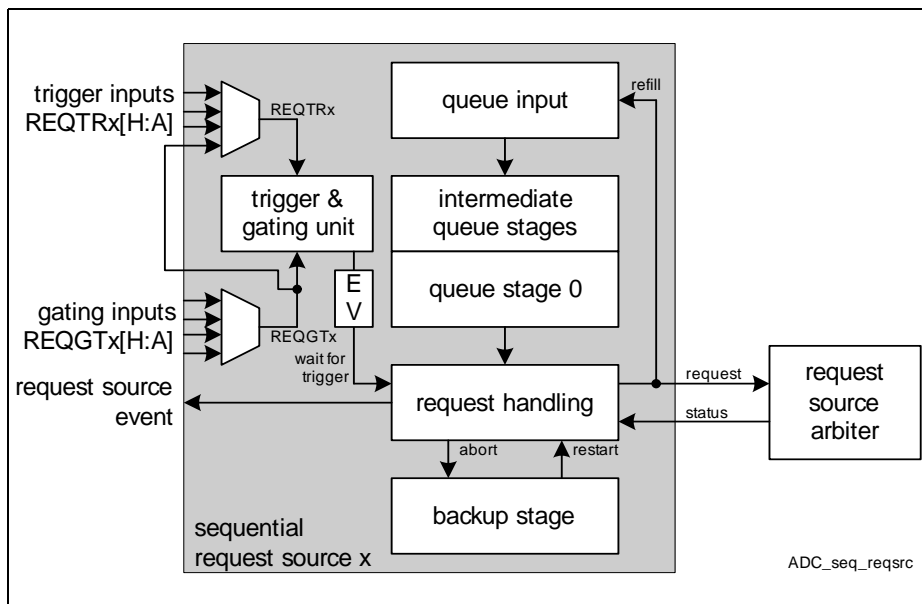 trigger inputs
REQTRx[H:A]
REQTRx
queue input
refill
trigger &
gating unit
intermediate
queue stages
E
V
queue stage 0
gating inputs
REQGTx[H:A]
REQGTx
wait for
trigger
request source
event
request handling
request
status
request
source
arbiter
abort
restart
backup stage
sequential
request source x
ADC_seq_reqsrc